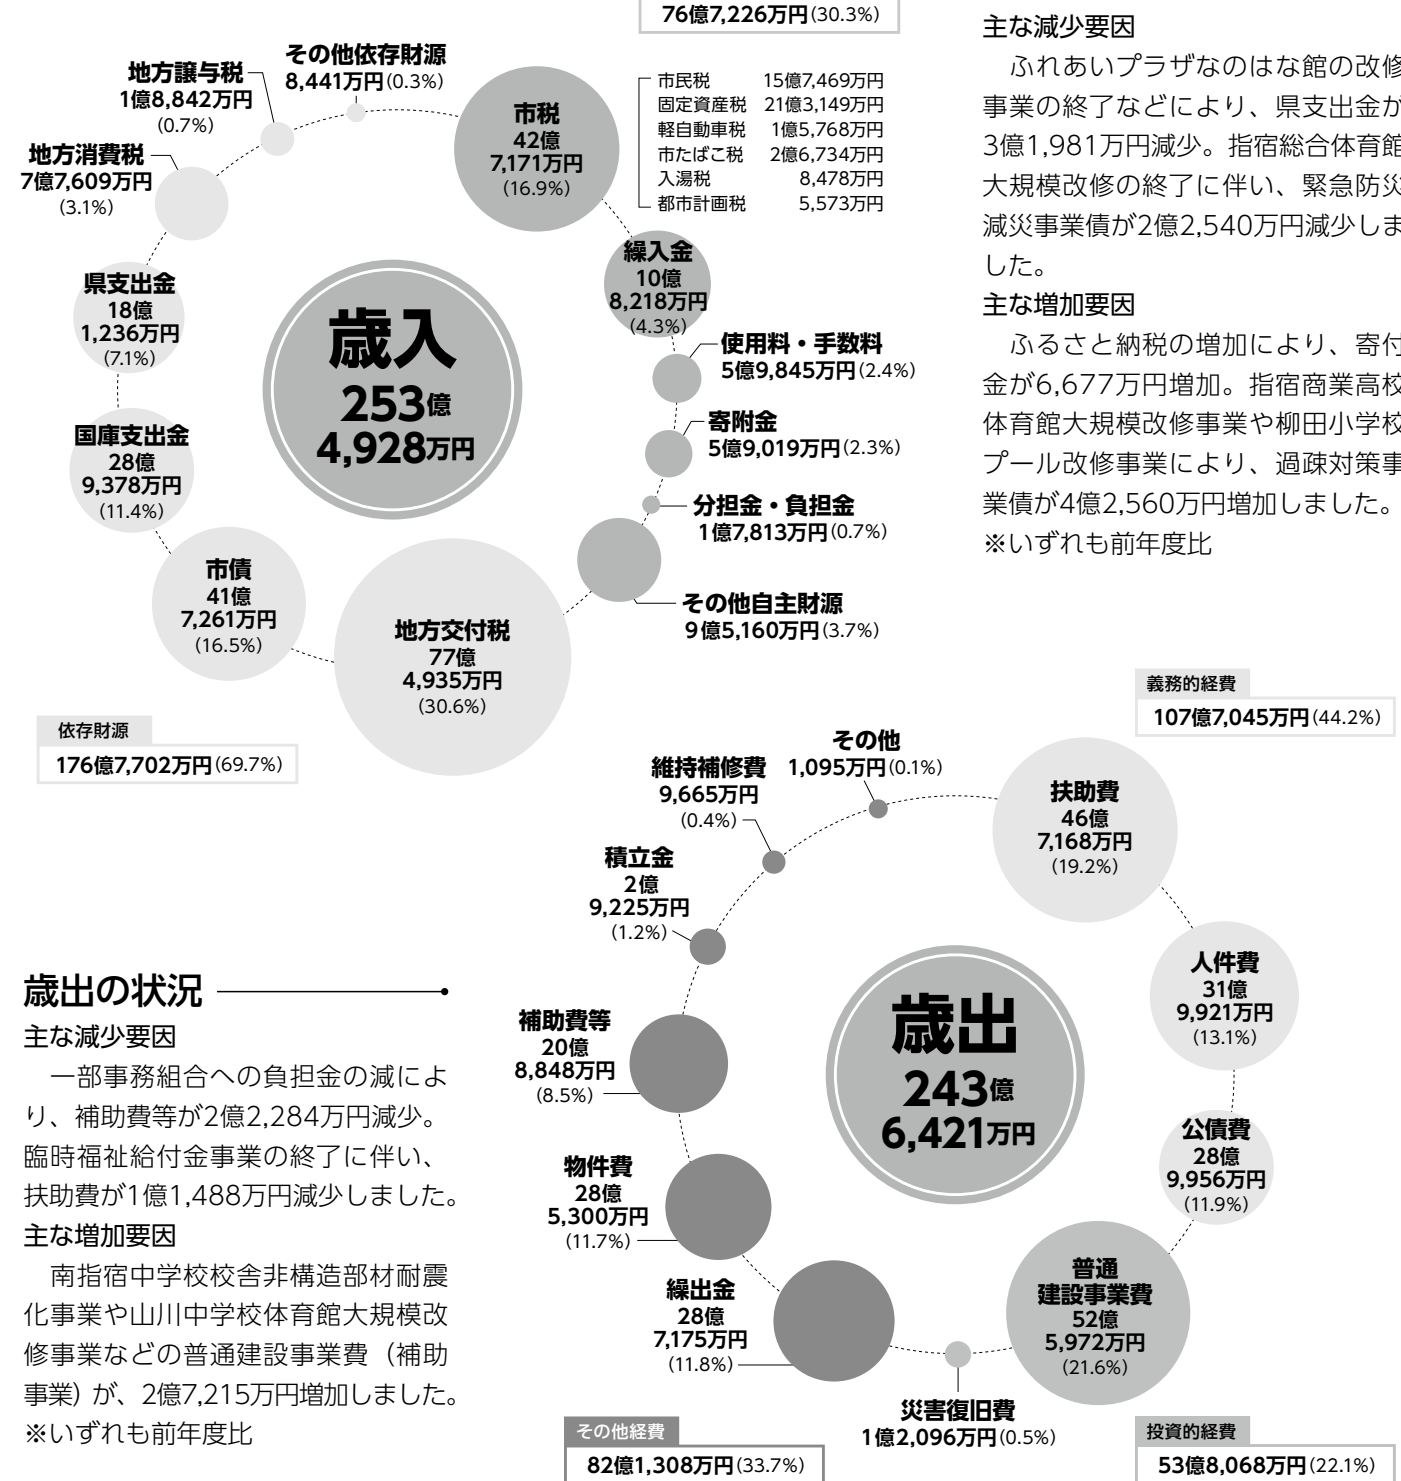 76億7,226万円(30.3%)
その他依存財源
8,441万円(0.3%)
地方譲与税
1億8,842万円
(0.7%)
地方消費税
7億7,609万円
(3.1%)
県支出金
18億
1,236万円
(7.1%)
国庫支出金
28億
9,378万円
(11.4%)
市債
41億
7,261万円
(16.5%)
地方交付税
77億
4,935万円
(30.6%)
依存財源
176億7,702万円(69.7%)
歳入
253億
4,928万円
市税
42億
7,171万円
(16.9%)
市民税 15億7,469万円
固定資産税 21億3,149万円
軽自動車税 1億5,768万円
市たばこ税 2億6,734万円
入湯税 8,478万円
都市計画税 5,573万円
繰入金
10億
8,218万円
(4.3%)
使用料・手数料
5億9,845万円(2.4%)
寄附金
5億9,019万円(2.3%)
分担金・負担金
1億7,813万円(0.7%)
その他自主財源
9億5,160万円(3.7%)
主な減少要因
ふれあいプラザなのはな館の改修
事業の終了などにより、県支出金が
3億1,981万円減少。指宿総合体育館
大規模改修の終了に伴い、緊急防災
減災事業債が2億2,540万円減少しま
した。
主な増加要因
ふるさと納税の増加により、寄付
金が6,677万円増加。指宿商業高校
体育館大規模改修事業や柳田小学校
プール改修事業により、過疎対策事
業債が4億2,560万円増加しました。
※いずれも前年度比
歳出の状況
主な減少要因
一部事務組合への負担金の減によ
り、補助費等が2億2,284万円減少。
臨時福祉給付金事業の終了に伴い、
扶助費が1億1,488万円減少しました。
主な増加要因
南指宿中学校校舎非構造部材耐震
化事業や山川中学校体育館大規模改
修事業などの普通建設事業費（補助
事業）が、2億7,215万円増加しました。
※いずれも前年度比
義務的経費
107億7,045万円(44.2%)
その他
1,095万円(0.1%)
維持補修費
9,665万円
(0.4%)
積立金
2億
9,225万円
(1.2%)
補助費等
20億
8,848万円
(8.5%)
物件費
28億
5,300万円
(11.7%)
繰出金
28億
7,175万円
(11.8%)
その他経費
82億1,308万円(33.7%)
歳出
243億
6,421万円
扶助費
46億
7,168万円
(19.2%)
人件費
31億
9,921万円
(13.1%)
公債費
28億
9,956万円
(11.9%)
普通
建設事業費
52億
5,972万円
(21.6%)
災害復旧費
1億2,096万円(0.5%)
投資的経費
53億8,068万円(22.1%)